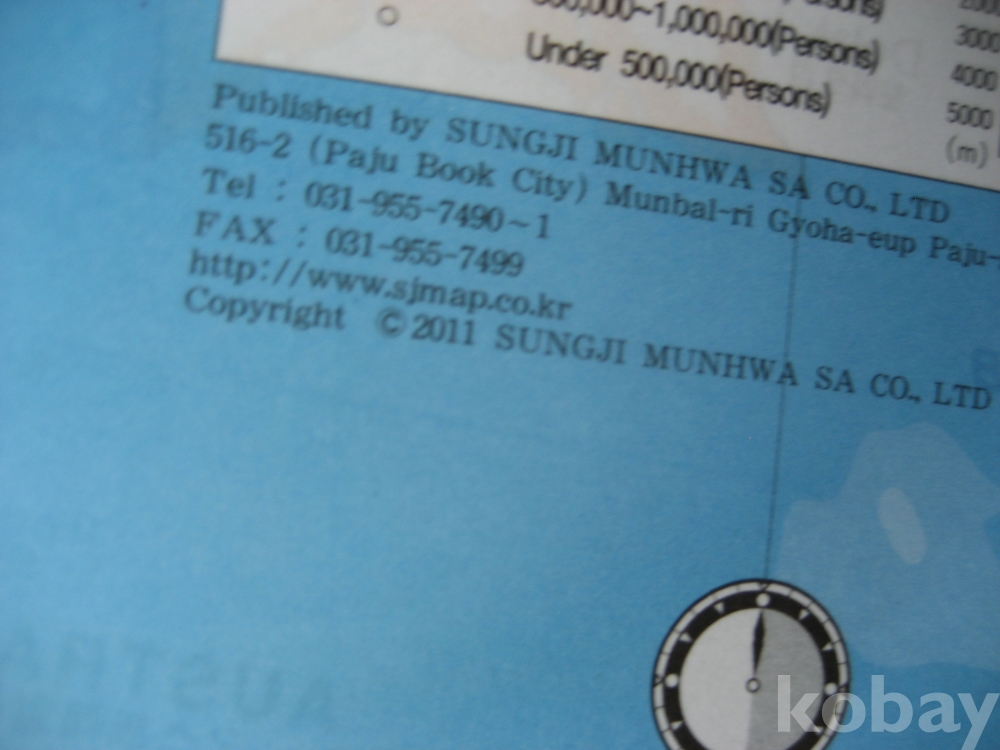 500,000~1,000,000(Persons)
Under 500,000(Persons)
3000
4000
5000
(m)
Published by SUNGJI MUNHWA SA CO., LTD
516-2 (Paju Book City) Munbal-ri Gyoha-eup Paju-
Tel : 031-955-7490~1
FAX : 031-955-7499
http://www.sjmap.co.kr
Copyright ©2011 SUNGJI MUNHWA SA CO., LTD
kobay